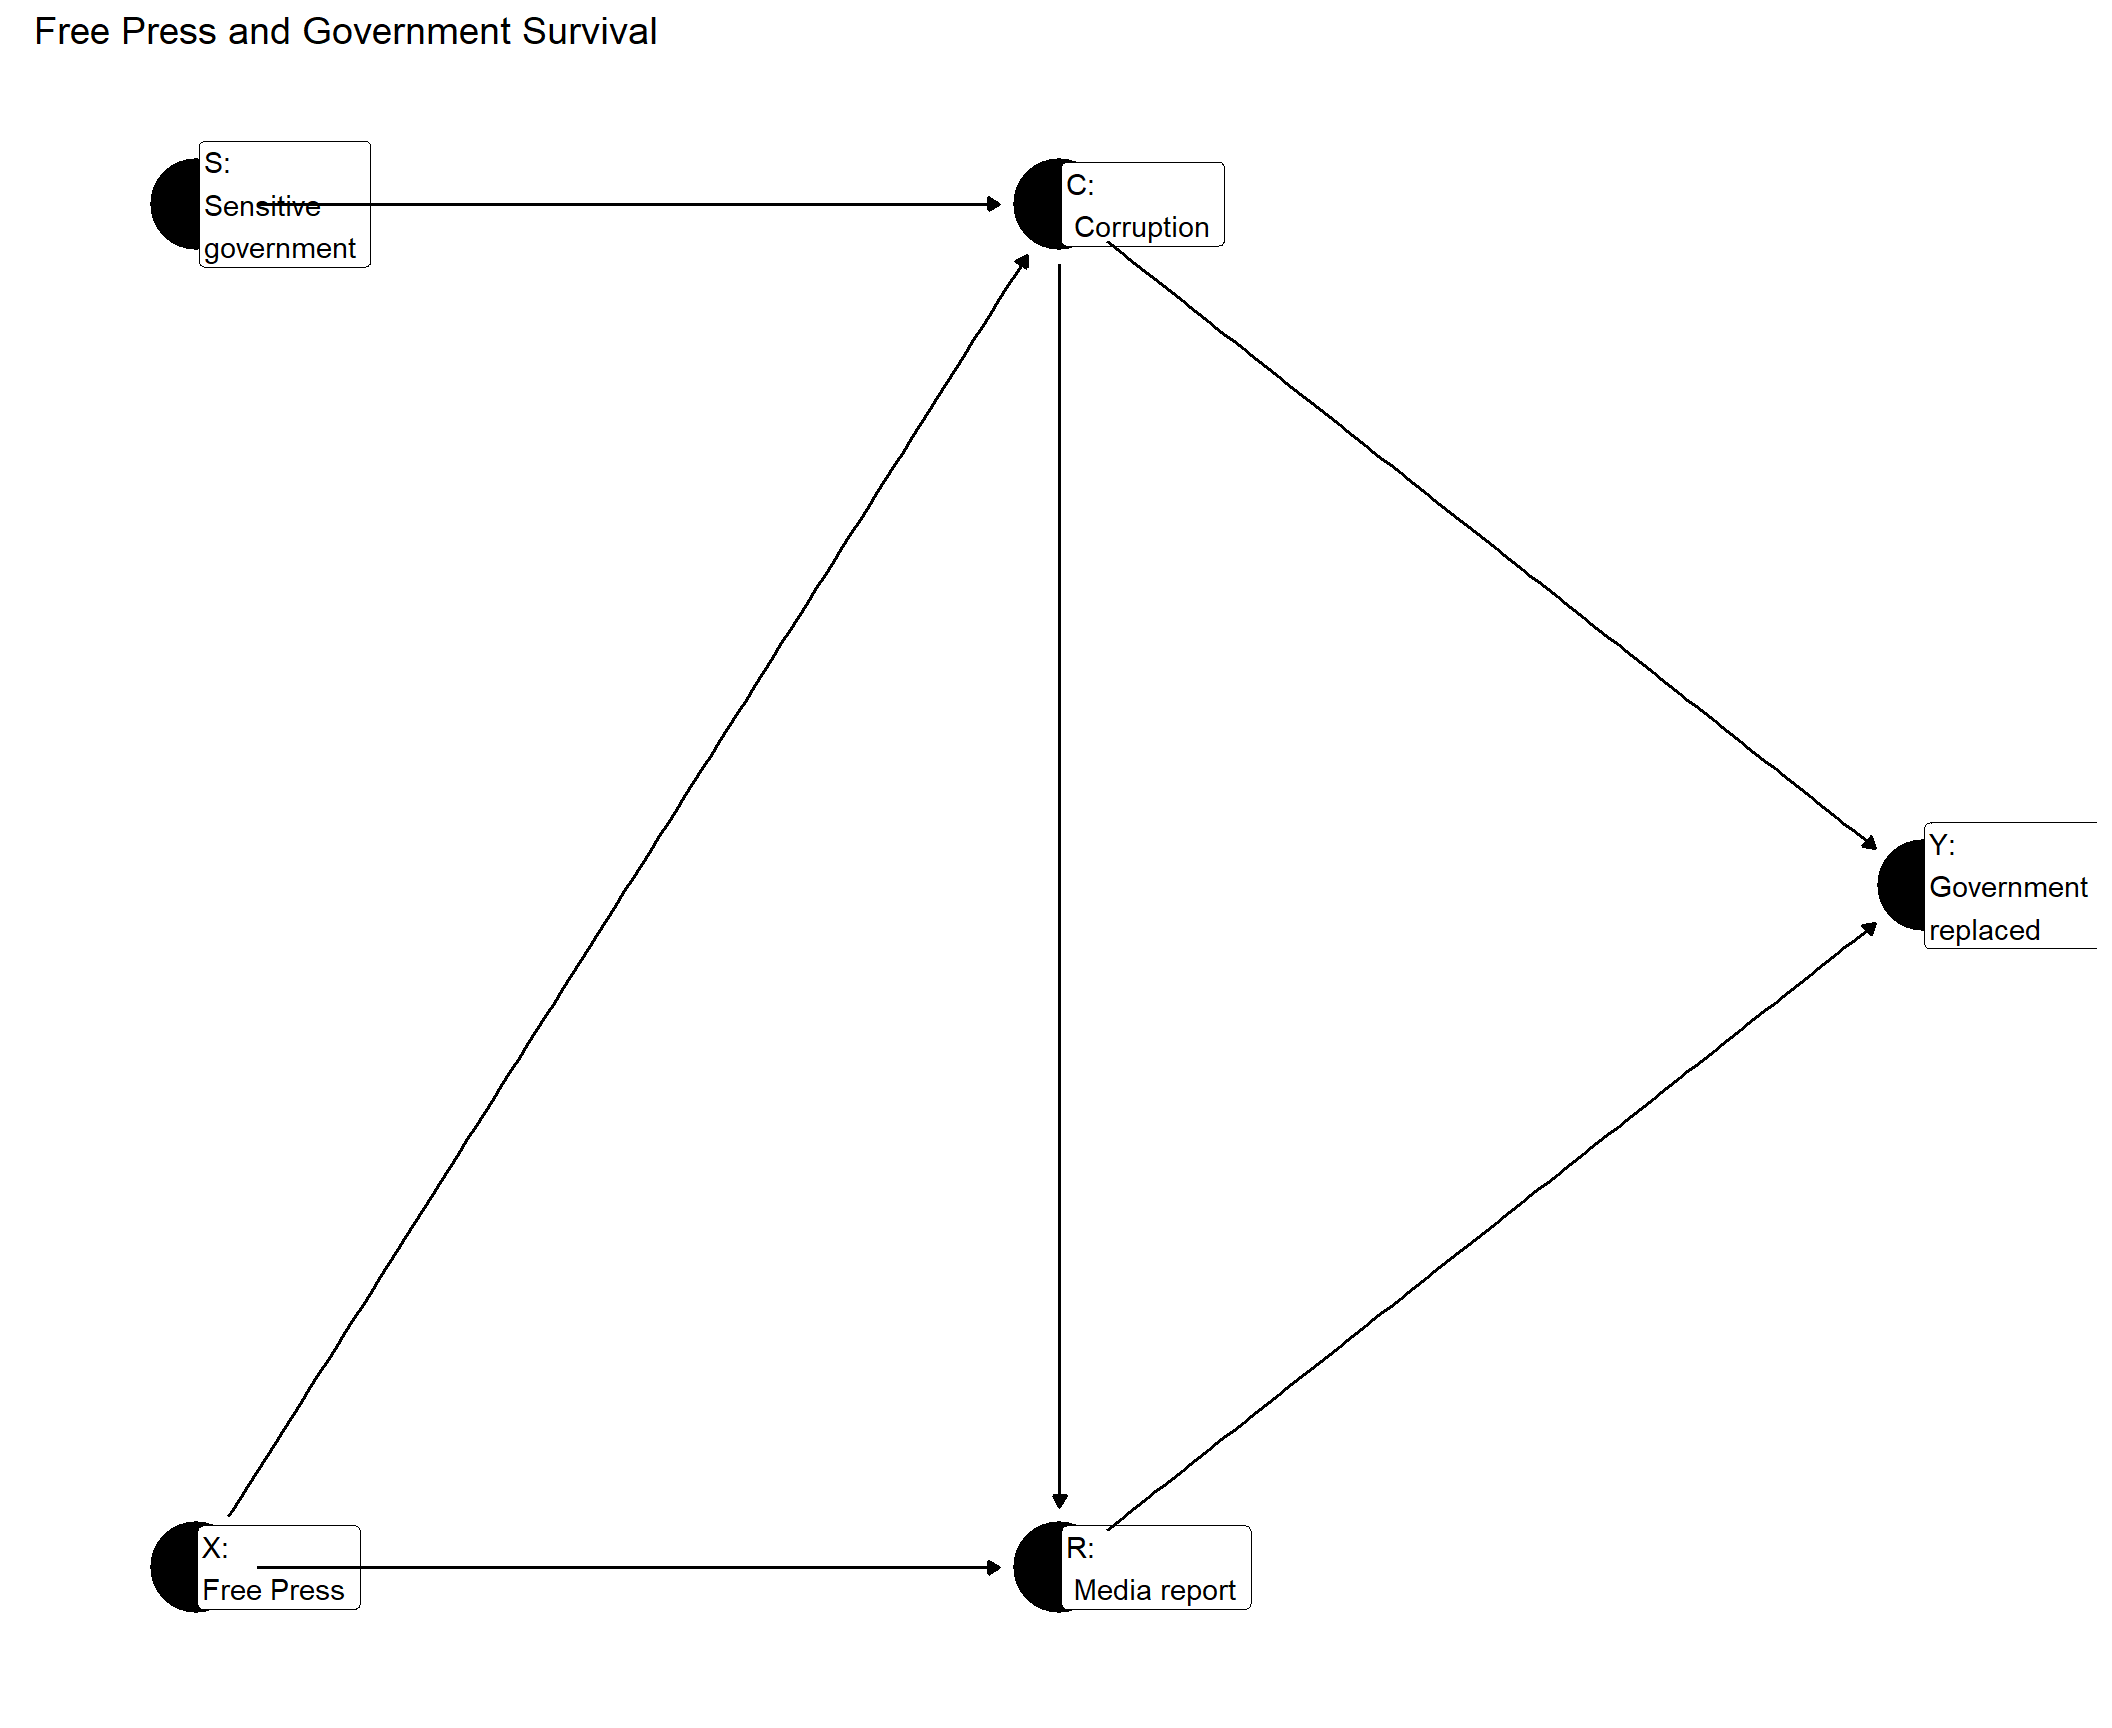 Free Press and Government Survival
S:
Sensitive
government
C:
Corruption
Y:
Government
replaced
X:
Free Press
R:
Media report